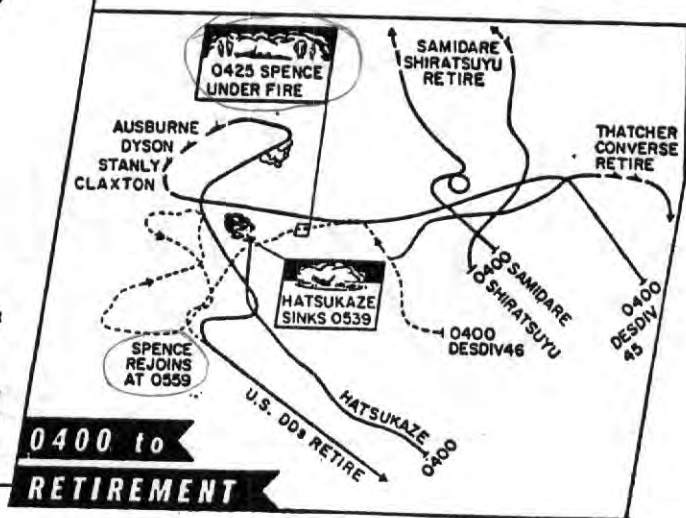 0425 SPENCE
UNDER FIRE
SAMIDARE
SHIRATSUYU
RETIRE
AUSBURNE
DYSON
STANLY
CLAXTON
THATCHER
CONVERSE
RETIRE
HATSUKAZE
SINKS 0539
0400 SAMIDARE
0 SHIRATSUYU
0400
DESDIV
45
0400
DESDIV46
SPENCE
REJOINS
AT 0559
U.S. DDs RETIRE
HATSUKAZE
0400
0400 to
RETIREMENT